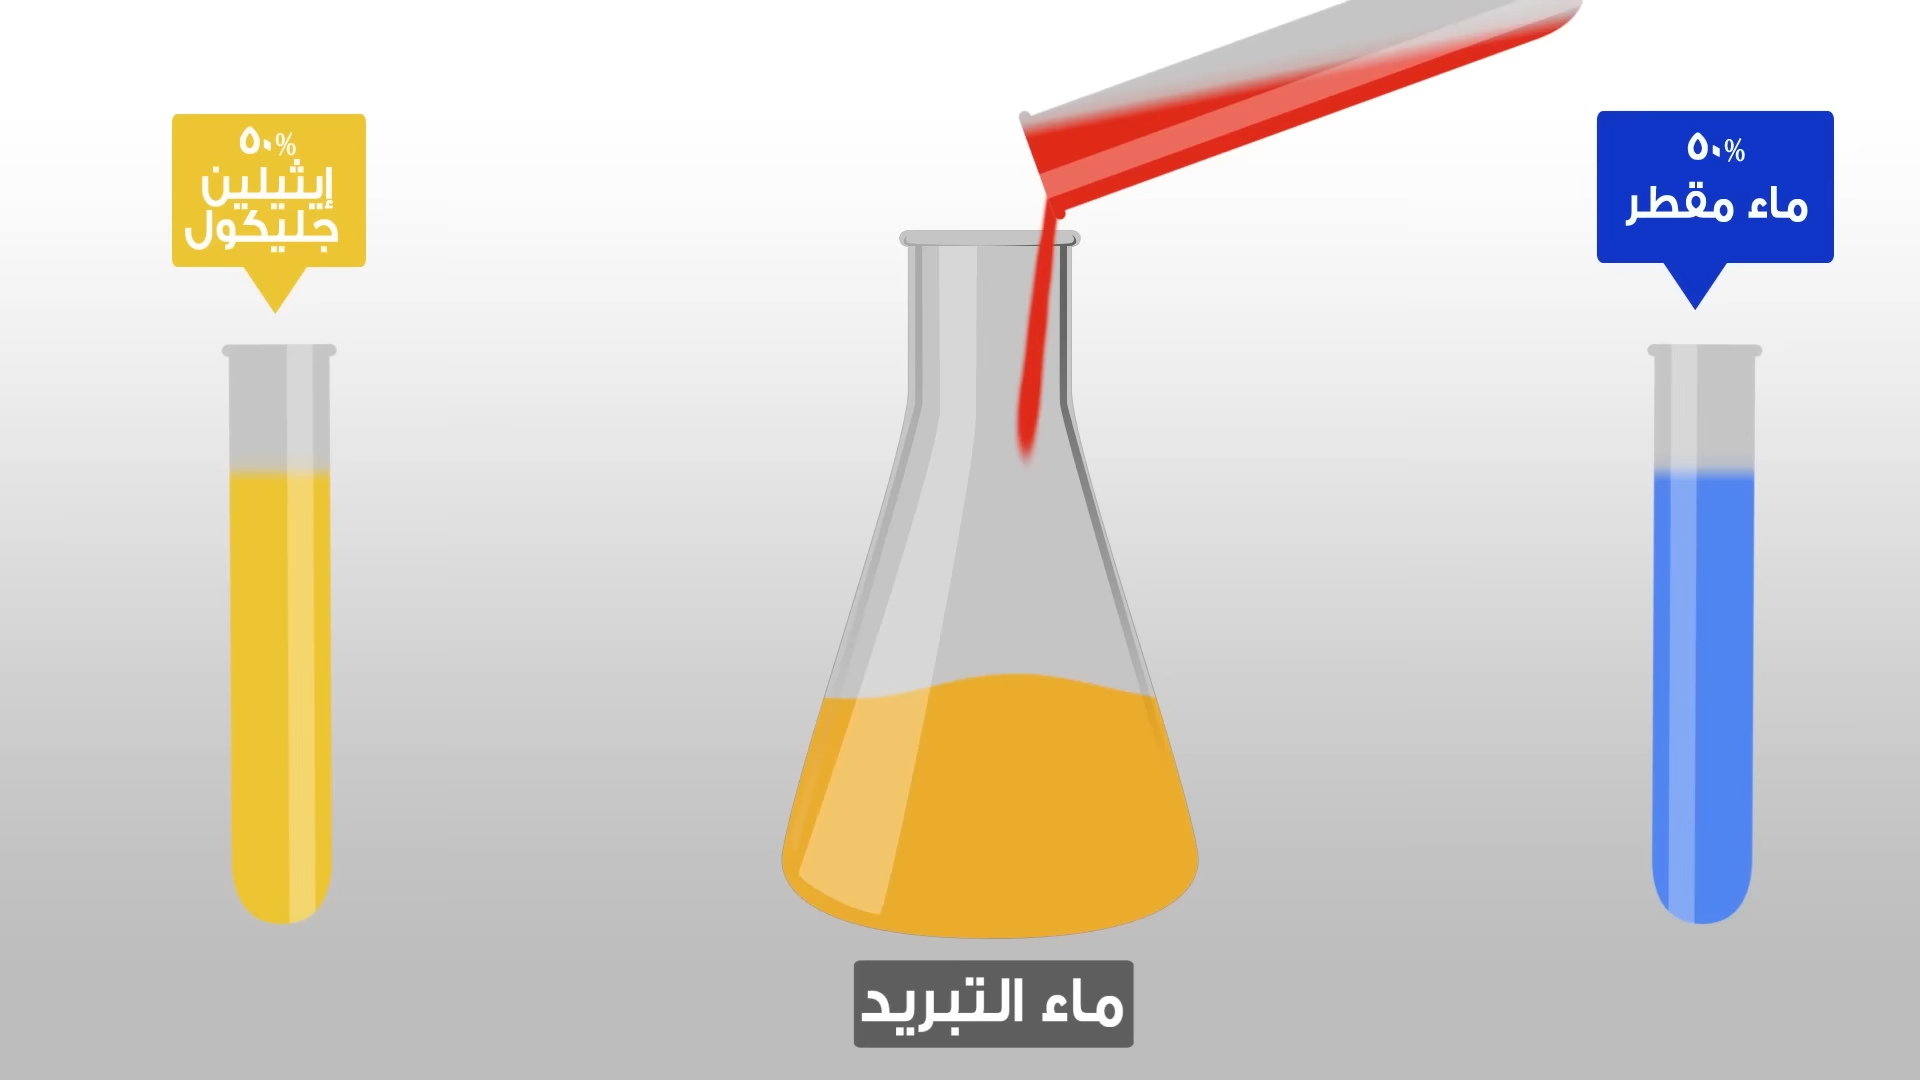 ٥٠%
ماء مقطر
٥٠%
إيثيلين
جليكول
ماء التبريد